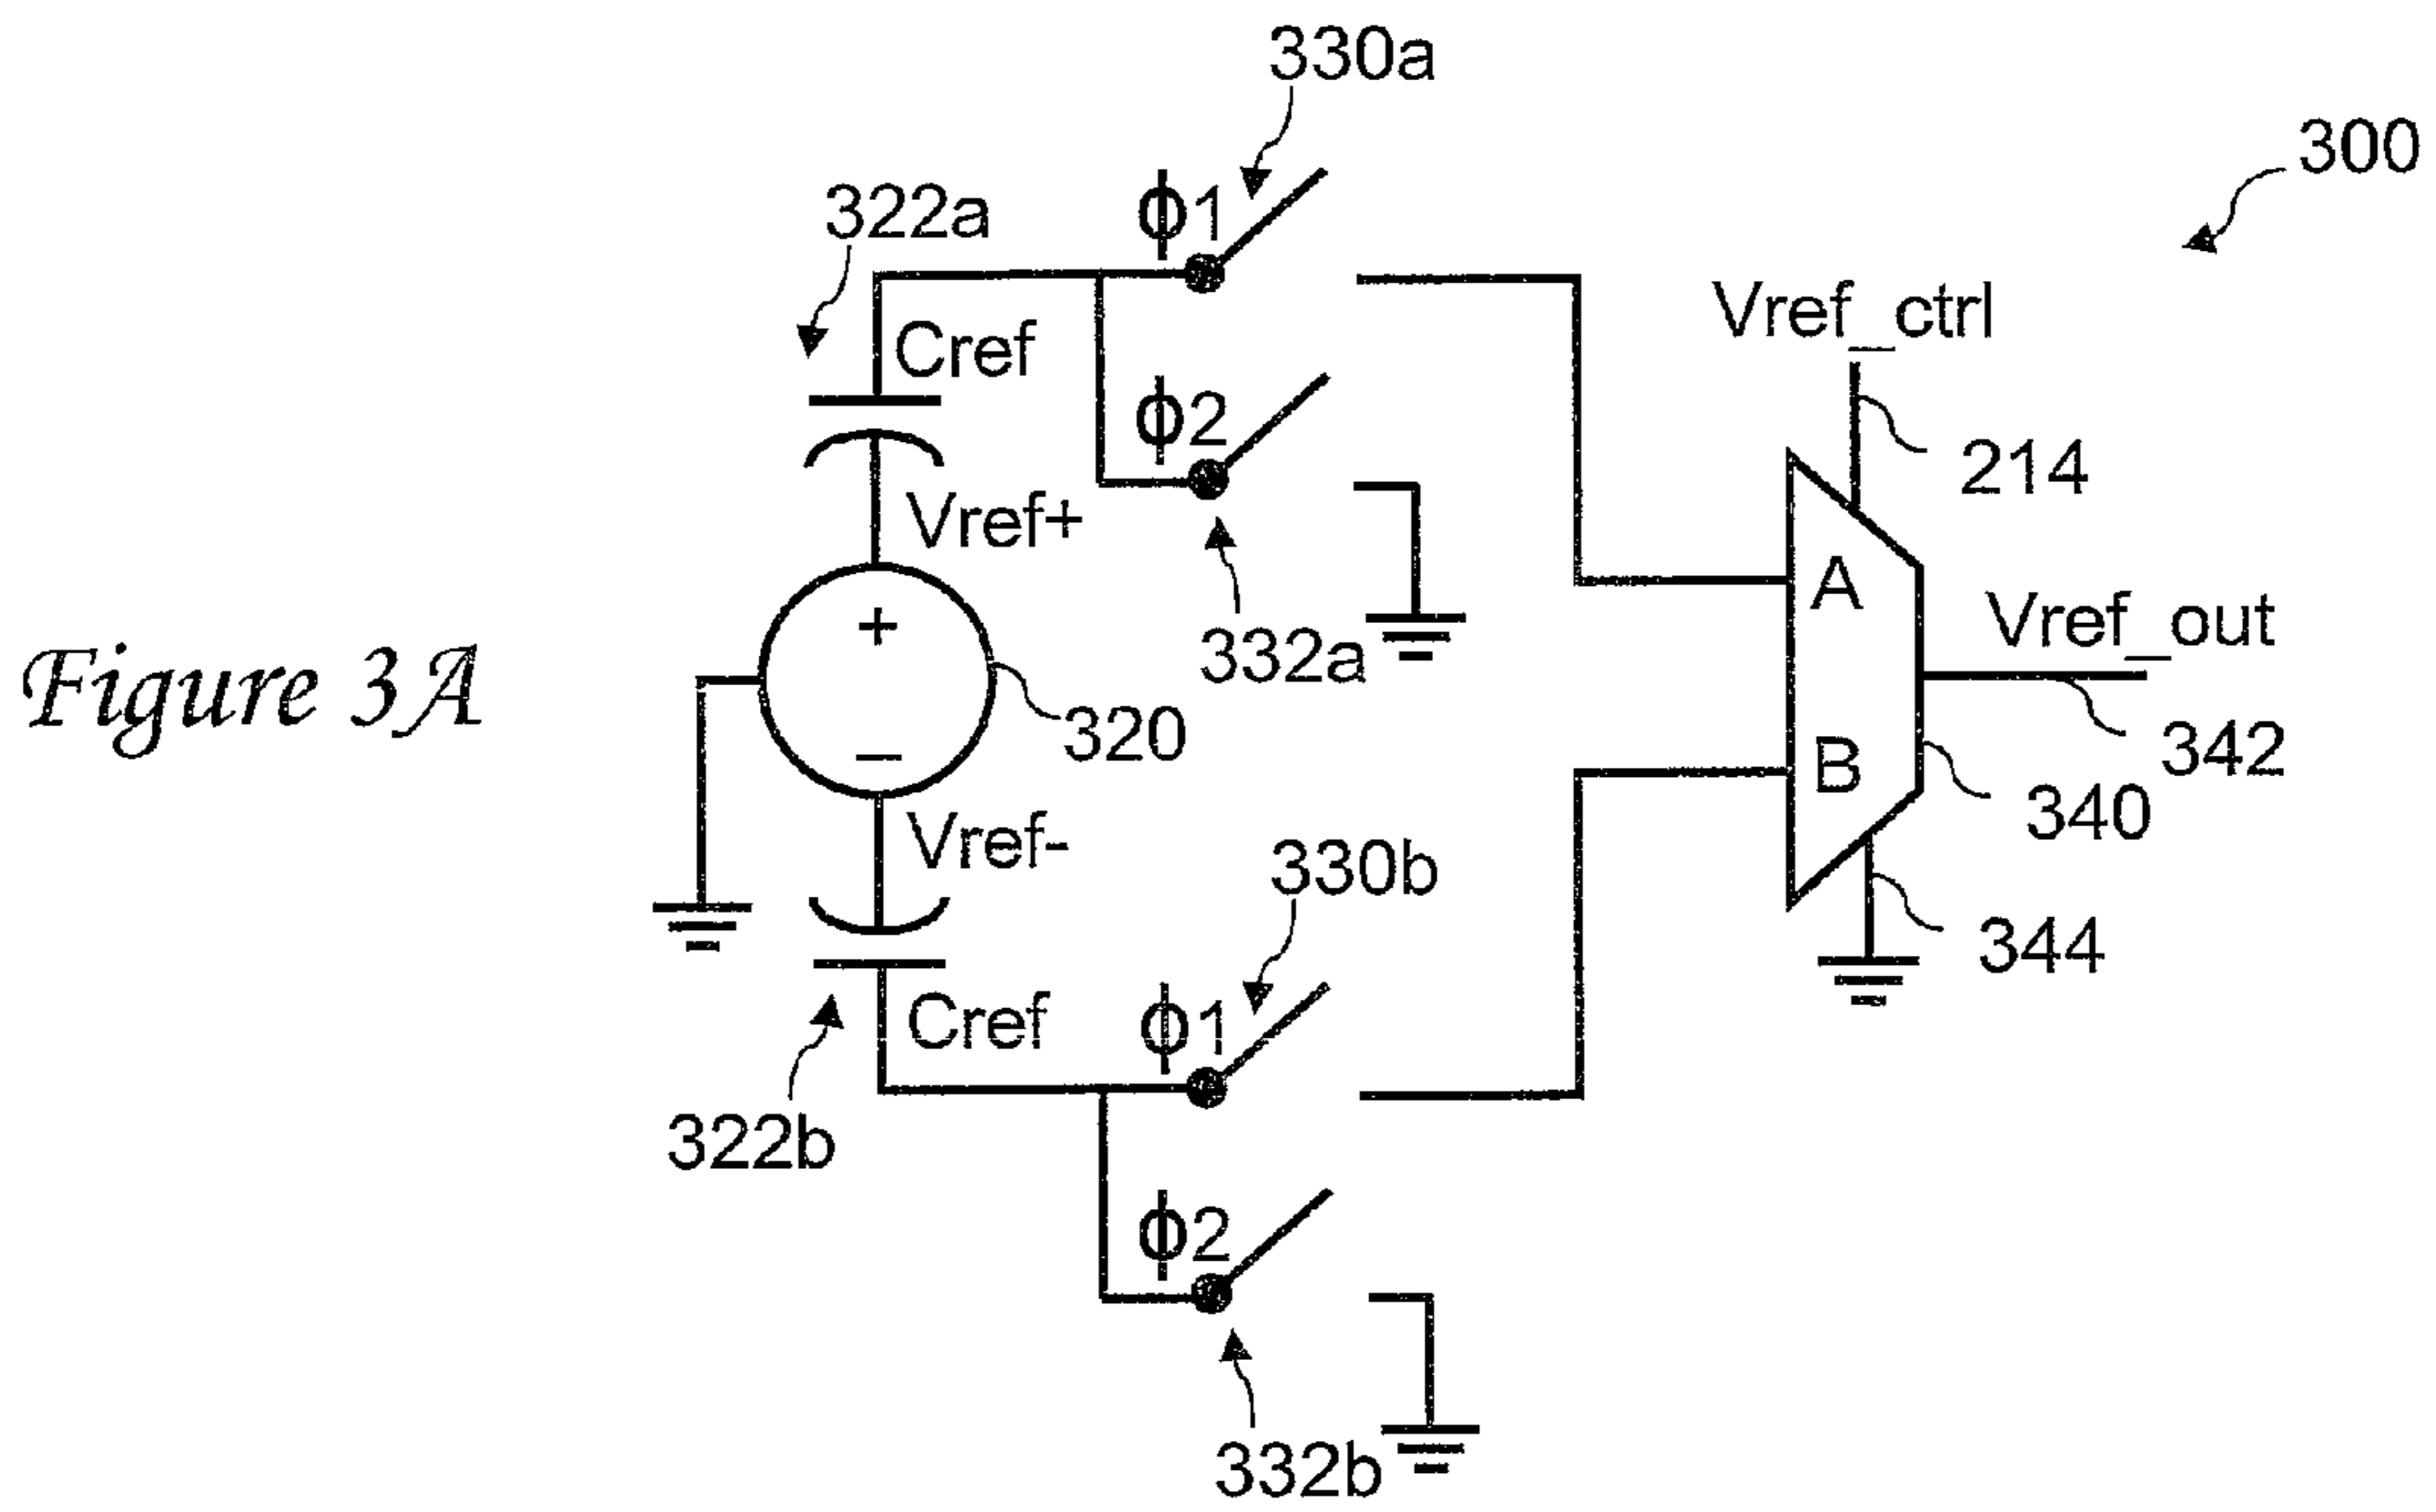 330a
300
322a
ϕ1
Vref_ctrl
Cref
ϕ2
214
Vref+
A
Vref_out
+
332a
Figure 3A
320
342
–
B
340
Vref-
330b
344
Cref
ϕ1
322b
ϕ2
332b